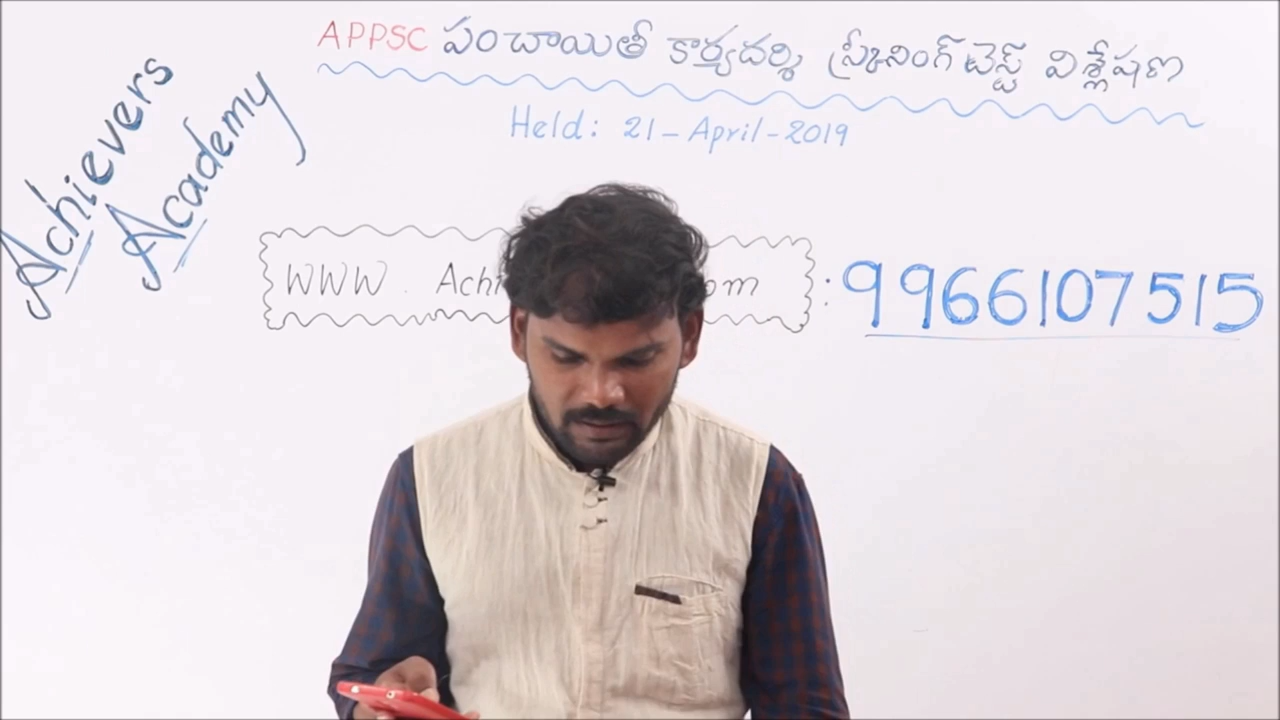 APPSC పంచాయితీ కార్యదర్శి స్క్రీనింగ్ టెస్ట్ విశ్లేషణ
Held: 21-April-2019
Achievers
Academy
WWW. : 9966107515